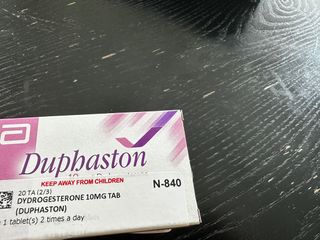 Duphaston
KEEP AWAY FROM CHILDREN
20 TA (2/3)
N-840
DYDROGESTERONE 10MG TAB
(DUPHASTON)
1 tablet(s) 2 times a day